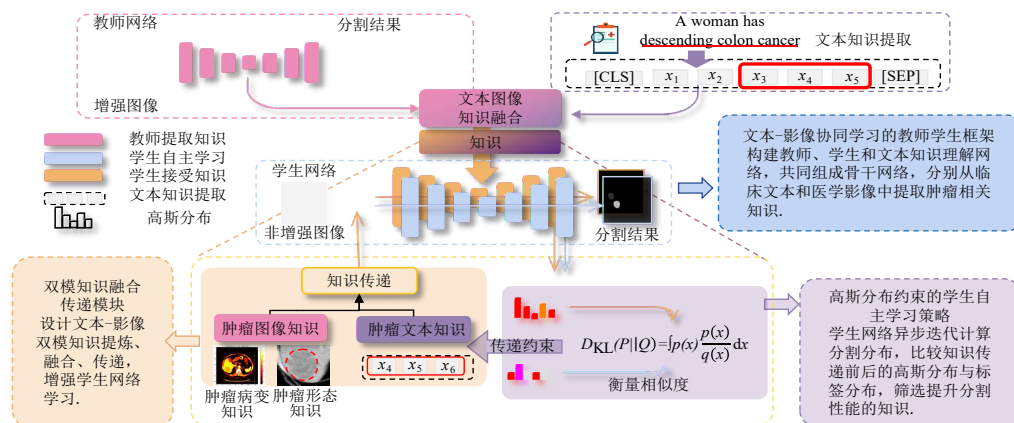 教师网络
分割结果
增强图像
A woman has
descending colon cancer
文本知识提取
[CLS] x1 x2 x3 x4 x5 [SEP]
文本图像
知识融合
知识
教师提取知识
学生自主学习
学生接受知识
文本知识提取
高斯分布
学生网络
非增强图像
分割结果
文本-影像协同学习的教师学生框架
构建教师、学生和文本知识理解网
络，共同组成骨干网络，分别从临
床文本和医学影像中提取肿瘤相关
知识.
双模知识融合
传递模块
设计文本-影像
双模知识提炼、
融合、传递，
增强学生网络
学习.
知识传递
肿瘤图像知识
肿瘤文本知识
x4 x5 x6
肿瘤病变
知识
肿瘤形态
知识
传递约束
DKL(P||Q)=∫p(x) p(x)/q(x) dx
衡量相似度
高斯分布约束的学生自
主学习策略
学生网络异步迭代计算
分割分布，比较知识传
递前后的高斯分布与标
签分布，筛选提升分割
性能的知识.